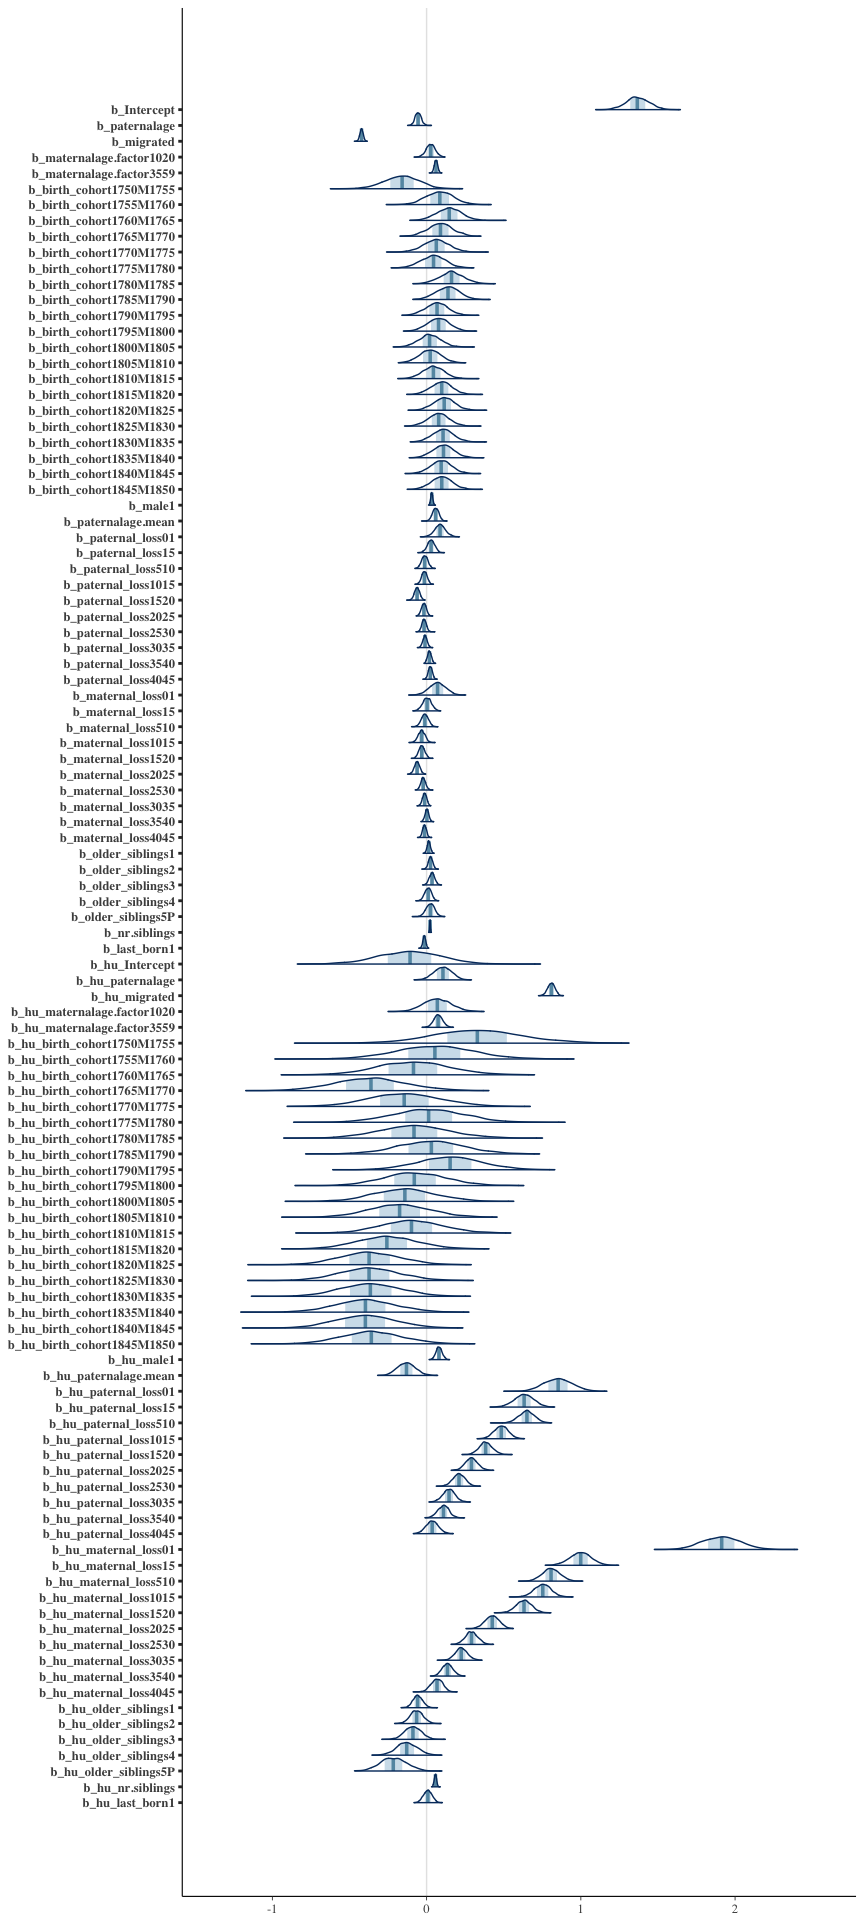 b_Intercept
b_paternalage
b_migrated
b_maternalage.factor1020
b_maternalage.factor3559
b_birth_cohort1750M1755
b_birth_cohort1755M1760
b_birth_cohort1760M1765
b_birth_cohort1765M1770
b_birth_cohort1770M1775
b_birth_cohort1775M1780
b_birth_cohort1780M1785
b_birth_cohort1785M1790
b_birth_cohort1790M1795
b_birth_cohort1795M1800
b_birth_cohort1800M1805
b_birth_cohort1805M1810
b_birth_cohort1810M1815
b_birth_cohort1815M1820
b_birth_cohort1820M1825
b_birth_cohort1825M1830
b_birth_cohort1830M1835
b_birth_cohort1835M1840
b_birth_cohort1840M1845
b_birth_cohort1845M1850
b_male1
b_paternalage.mean
b_paternal_loss01
b_paternal_loss15
b_paternal_loss510
b_paternal_loss1015
b_paternal_loss1520
b_paternal_loss2025
b_paternal_loss2530
b_paternal_loss3035
b_paternal_loss3540
b_paternal_loss4045
b_maternal_loss01
b_maternal_loss15
b_maternal_loss510
b_maternal_loss1015
b_maternal_loss1520
b_maternal_loss2025
b_maternal_loss2530
b_maternal_loss3035
b_maternal_loss3540
b_maternal_loss4045
b_older_siblings1
b_older_siblings2
b_older_siblings3
b_older_siblings4
b_older_siblings5P
b_nr.siblings
b_last_born1
b_hu_Intercept
b_hu_paternalage
b_hu_migrated
b_hu_maternalage.factor1020
b_hu_maternalage.factor3559
b_hu_birth_cohort1750M1755
b_hu_birth_cohort1755M1760
b_hu_birth_cohort1760M1765
b_hu_birth_cohort1765M1770
b_hu_birth_cohort1770M1775
b_hu_birth_cohort1775M1780
b_hu_birth_cohort1780M1785
b_hu_birth_cohort1785M1790
b_hu_birth_cohort1790M1795
b_hu_birth_cohort1795M1800
b_hu_birth_cohort1800M1805
b_hu_birth_cohort1805M1810
b_hu_birth_cohort1810M1815
b_hu_birth_cohort1815M1820
b_hu_birth_cohort1820M1825
b_hu_birth_cohort1825M1830
b_hu_birth_cohort1830M1835
b_hu_birth_cohort1835M1840
b_hu_birth_cohort1840M1845
b_hu_birth_cohort1845M1850
b_hu_male1
b_hu_paternalage.mean
b_hu_paternal_loss01
b_hu_paternal_loss15
b_hu_paternal_loss510
b_hu_paternal_loss1015
b_hu_paternal_loss1520
b_hu_paternal_loss2025
b_hu_paternal_loss2530
b_hu_paternal_loss3035
b_hu_paternal_loss3540
b_hu_paternal_loss4045
b_hu_maternal_loss01
b_hu_maternal_loss15
b_hu_maternal_loss510
b_hu_maternal_loss1015
b_hu_maternal_loss1520
b_hu_maternal_loss2025
b_hu_maternal_loss2530
b_hu_maternal_loss3035
b_hu_maternal_loss3540
b_hu_maternal_loss4045
b_hu_older_siblings1
b_hu_older_siblings2
b_hu_older_siblings3
b_hu_older_siblings4
b_hu_older_siblings5P
b_hu_nr.siblings
b_hu_last_born1
-1 0 1 2